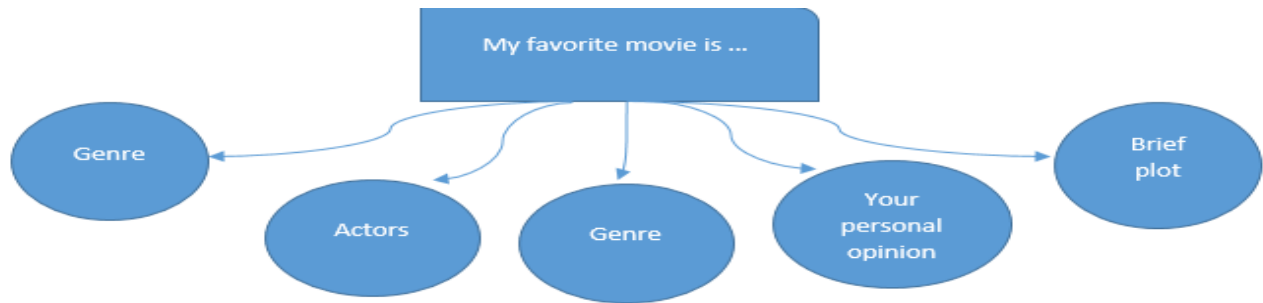 My favorite movie is ...
Genre
Actors
Genre
Your
personal
opinion
Brief
plot